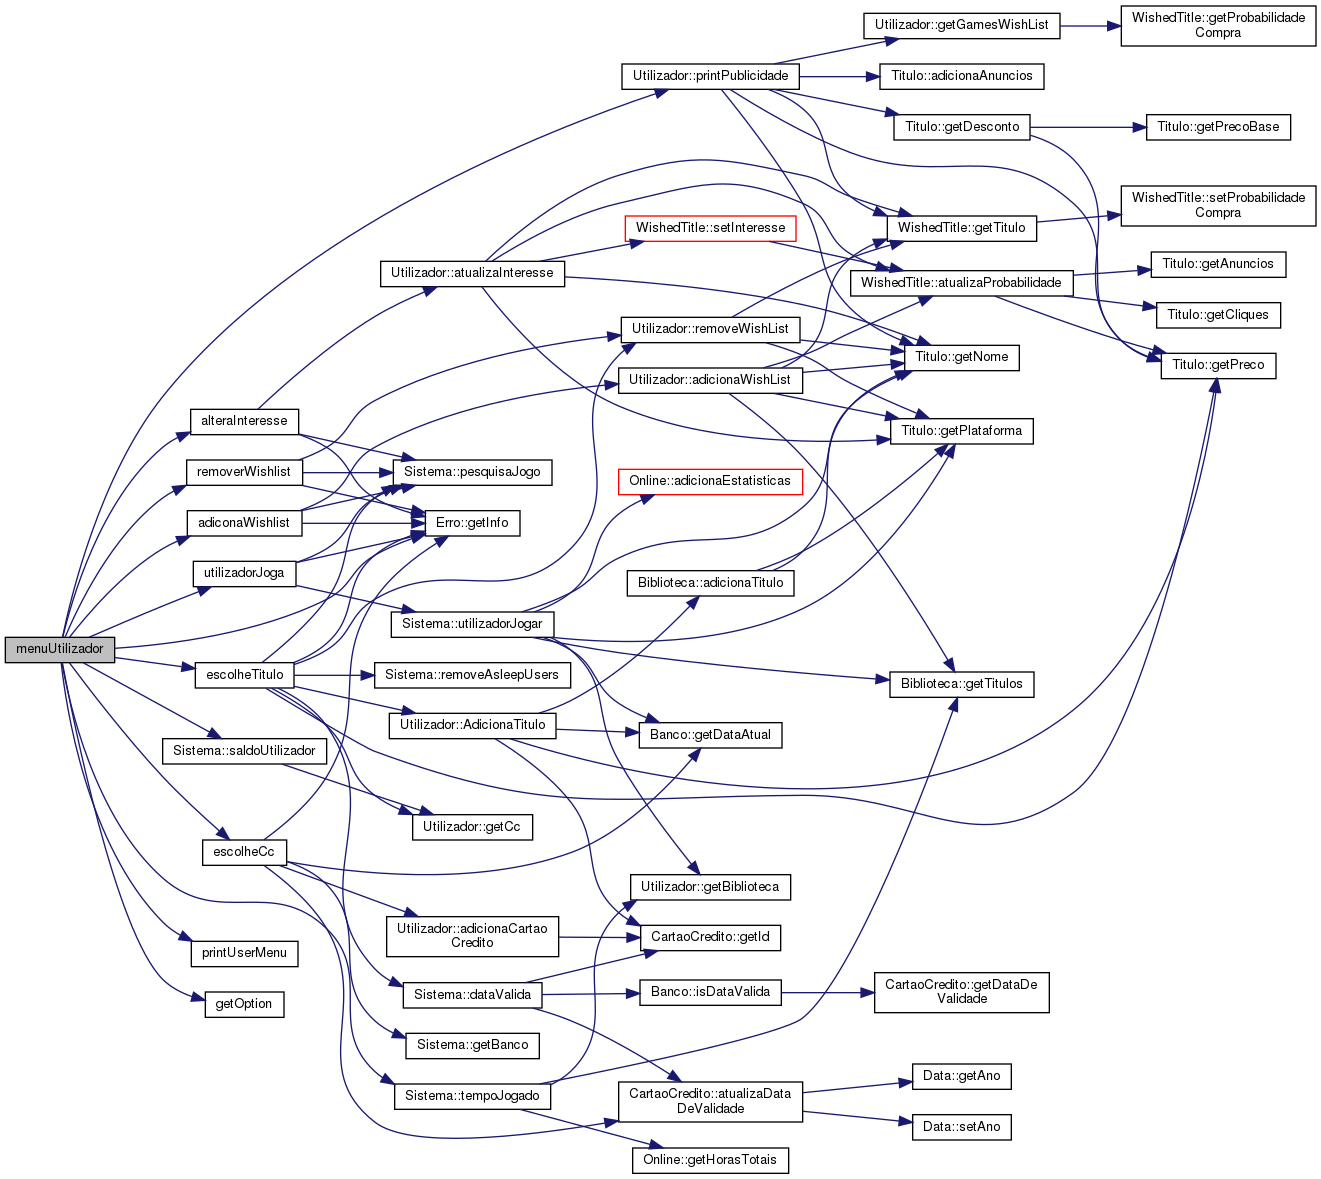 Utilizador::getGamesWishList
WishedTitle::getProbabilidade
Compra
Utilizador::printPublicidade
Titulo::adicionaAnuncios
Titulo::getDesconto
Titulo::getPrecoBase
WishedTitle::setProbabilidade
Compra
WishedTitle::setInteresse
WishedTitle::getTitulo
Utilizador::atualizaInteresse
WishedTitle::atualizaProbabilidade
Titulo::getAnuncios
Titulo::getCliques
Utilizador::removeWishList
Titulo::getNome
Titulo::getPreco
Utilizador::adicionaWishList
alteraInteresse
Titulo::getPlataforma
removerWishlist
Sistema::pesquisaJogo
Online::adicionaEstatisticas
adiconaWishlist
Erro::getInfo
utilizadorJoga
Biblioteca::adicionaTitulo
Sistema::utilizadorJogar
menuUtilizador
escolheTitulo
Sistema::removeAsleepUsers
Biblioteca::getTitulos
Utilizador::AdicionaTitulo
Banco::getDataAtual
Sistema::saldoUtilizador
Utilizador::getCc
escolheCc
Utilizador::getBiblioteca
Utilizador::adicionaCartao
Credito
CartaoCredito::getId
printUserMenu
Sistema::dataValida
Banco::isDataValida
CartaoCredito::getDataDe
Validade
getOption
Sistema::getBanco
Sistema::tempoJogado
CartaoCredito::atualizaData
DeValidade
Data::getAno
Data::setAno
Online::getHorasTotais